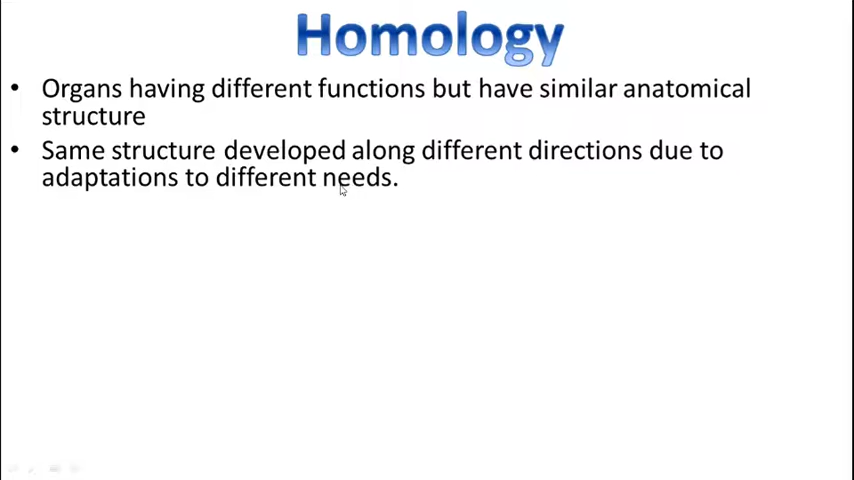 Homology
• Organs having different functions but have similar anatomical
structure
• Same structure developed along different directions due to
adaptations to different needs.